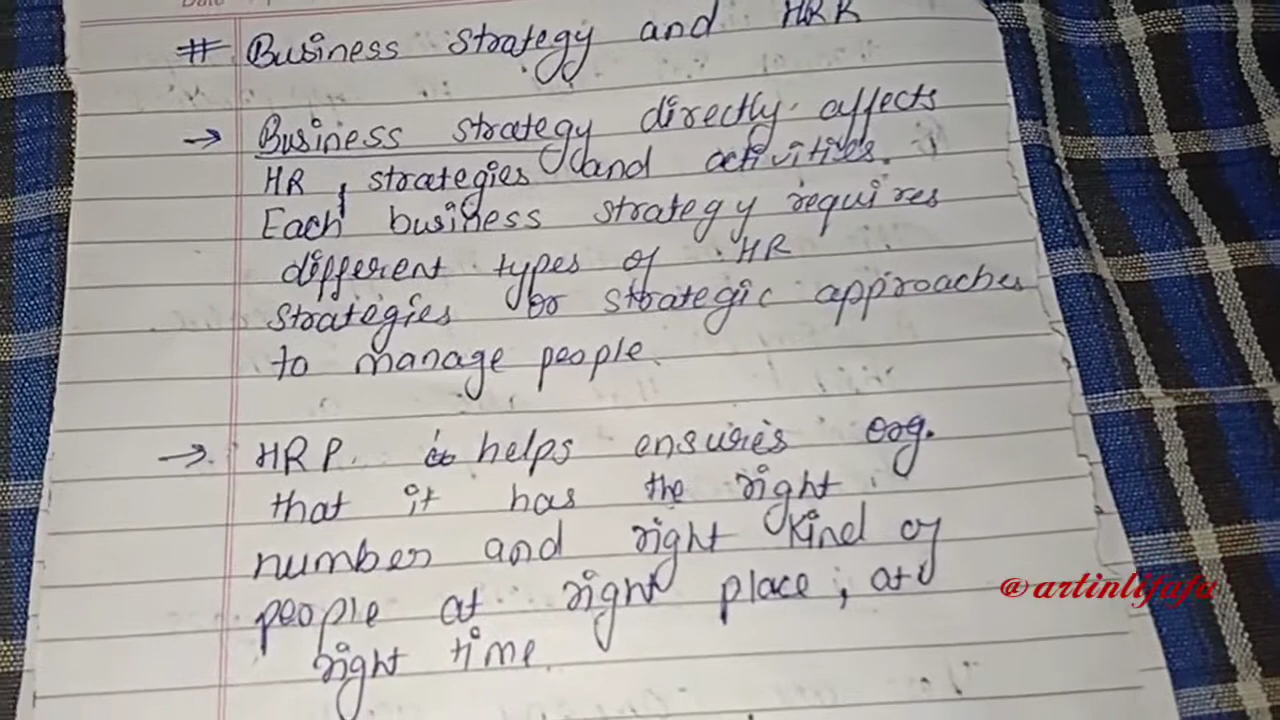 # Business strategy and HRR
→ Business strategy directly affects
HR, strategies and activities.
Each business strategy requires
different types of HR
strategies or strategic approaches
to manage people.
→ HRP. helps ensures org.
that it has the right
number and right kind of
people at right place, at
right time.
@artinlifafa